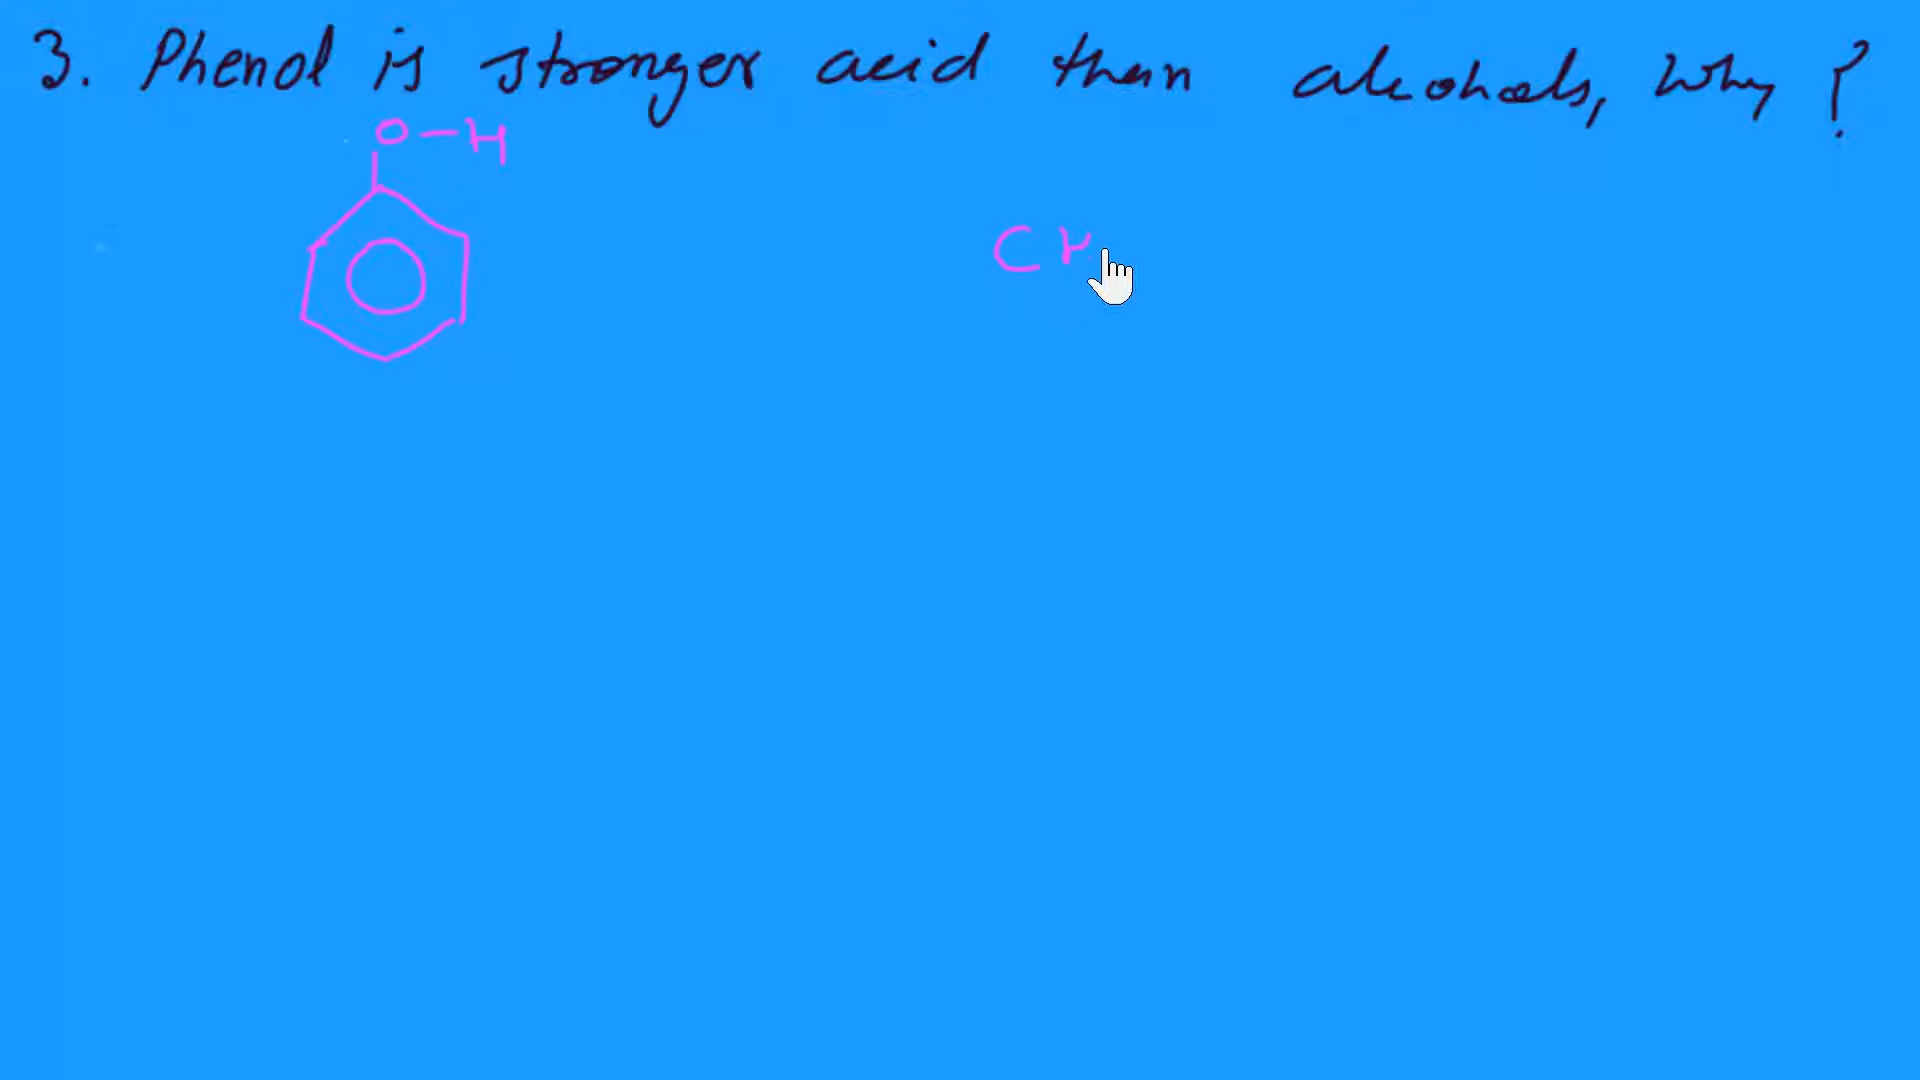 3. Phenol is stronger acid than alcohols, Why?
O-H
CH